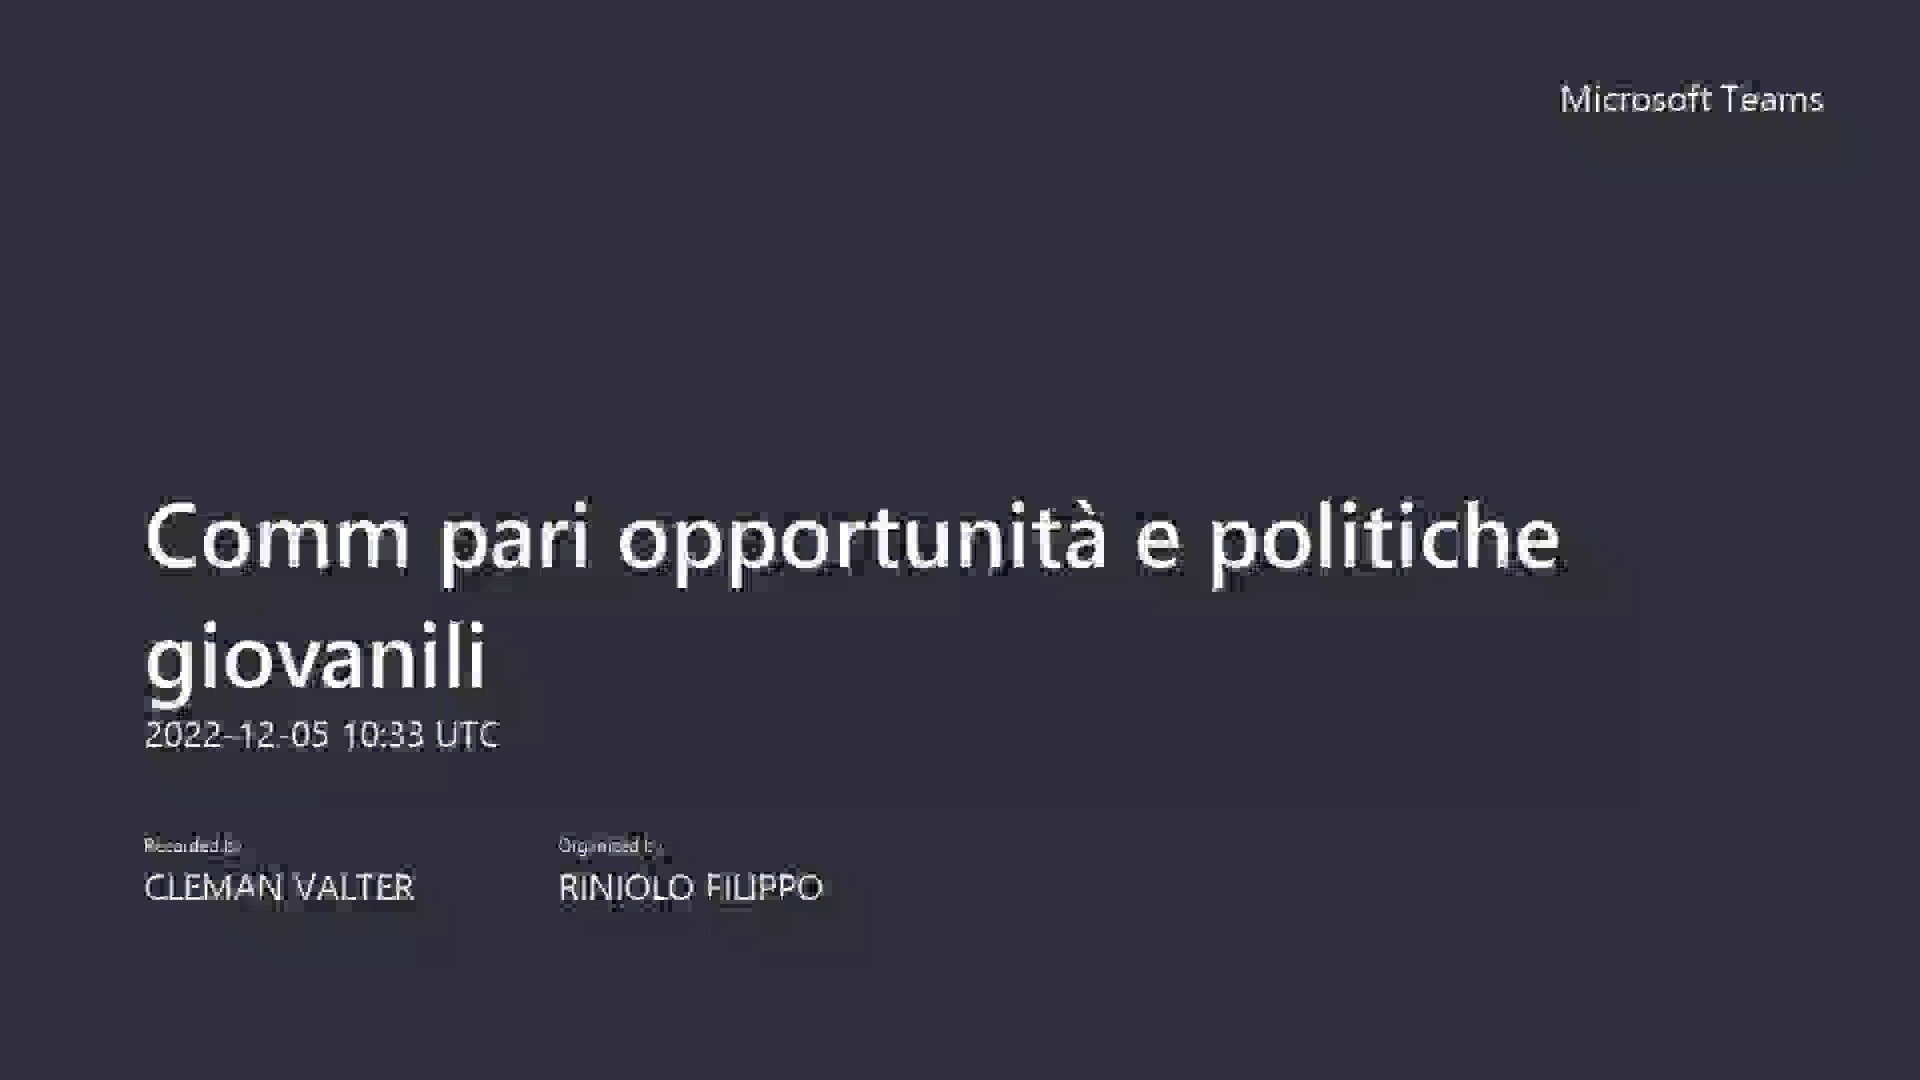 Microsoft Teams
Comm pari opportunità e politiche
giovanili
2022-12-05 10:33 UTC
Recorded by
Organized by
CLEMAN VALTER
RINIOLO FILIPPO